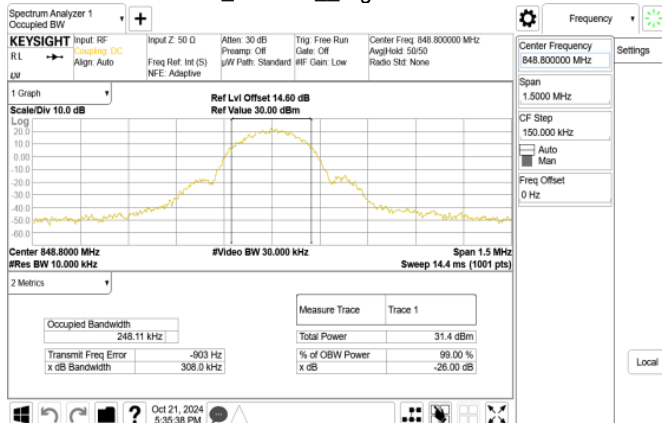 Spectrum Analyzer 1
Occupied BW
+
Frequency
KEYSIGHT
Input: RF
Coupling: DC
Align: Auto
Input Z: 50 Ω
Freq Ref: Int (S)
NFE: Adaptive
Atten: 30 dB
Preamp: Off
µW Path: Standard
Trig: Free Run
Gate: Off
#IF Gain: Low
Center Freq: 848.800000 MHz
Avg|Hold: 50/50
Radio Std: None
RL
LXI
Center Frequency
848.800000 MHz
Settings
Span
1.5000 MHz
CF Step
150.000 kHz
Auto
Man
Freq Offset
0 Hz
1 Graph
Scale/Div 10.0 dB
Ref Lvl Offset 14.60 dB
Ref Value 30.00 dBm
Log
20.0
10.0
0.00
-10.0
-20.0
-30.0
-40.0
-50.0
-60.0
Center 848.8000 MHz
#Video BW 30.000 kHz
Span 1.5 MHz
#Res BW 10.000 kHz
Sweep 14.4 ms (1001 pts)
2 Metrics
Measure Trace Trace 1
Occupied Bandwidth
248.11 kHz
Total Power 31.4 dBm
Transmit Freq Error -903 Hz
% of OBW Power 99.00 %
x dB Bandwidth 308.0 kHz
x dB -26.00 dB
Local
?
Oct 21, 2024
5:35:38 PM